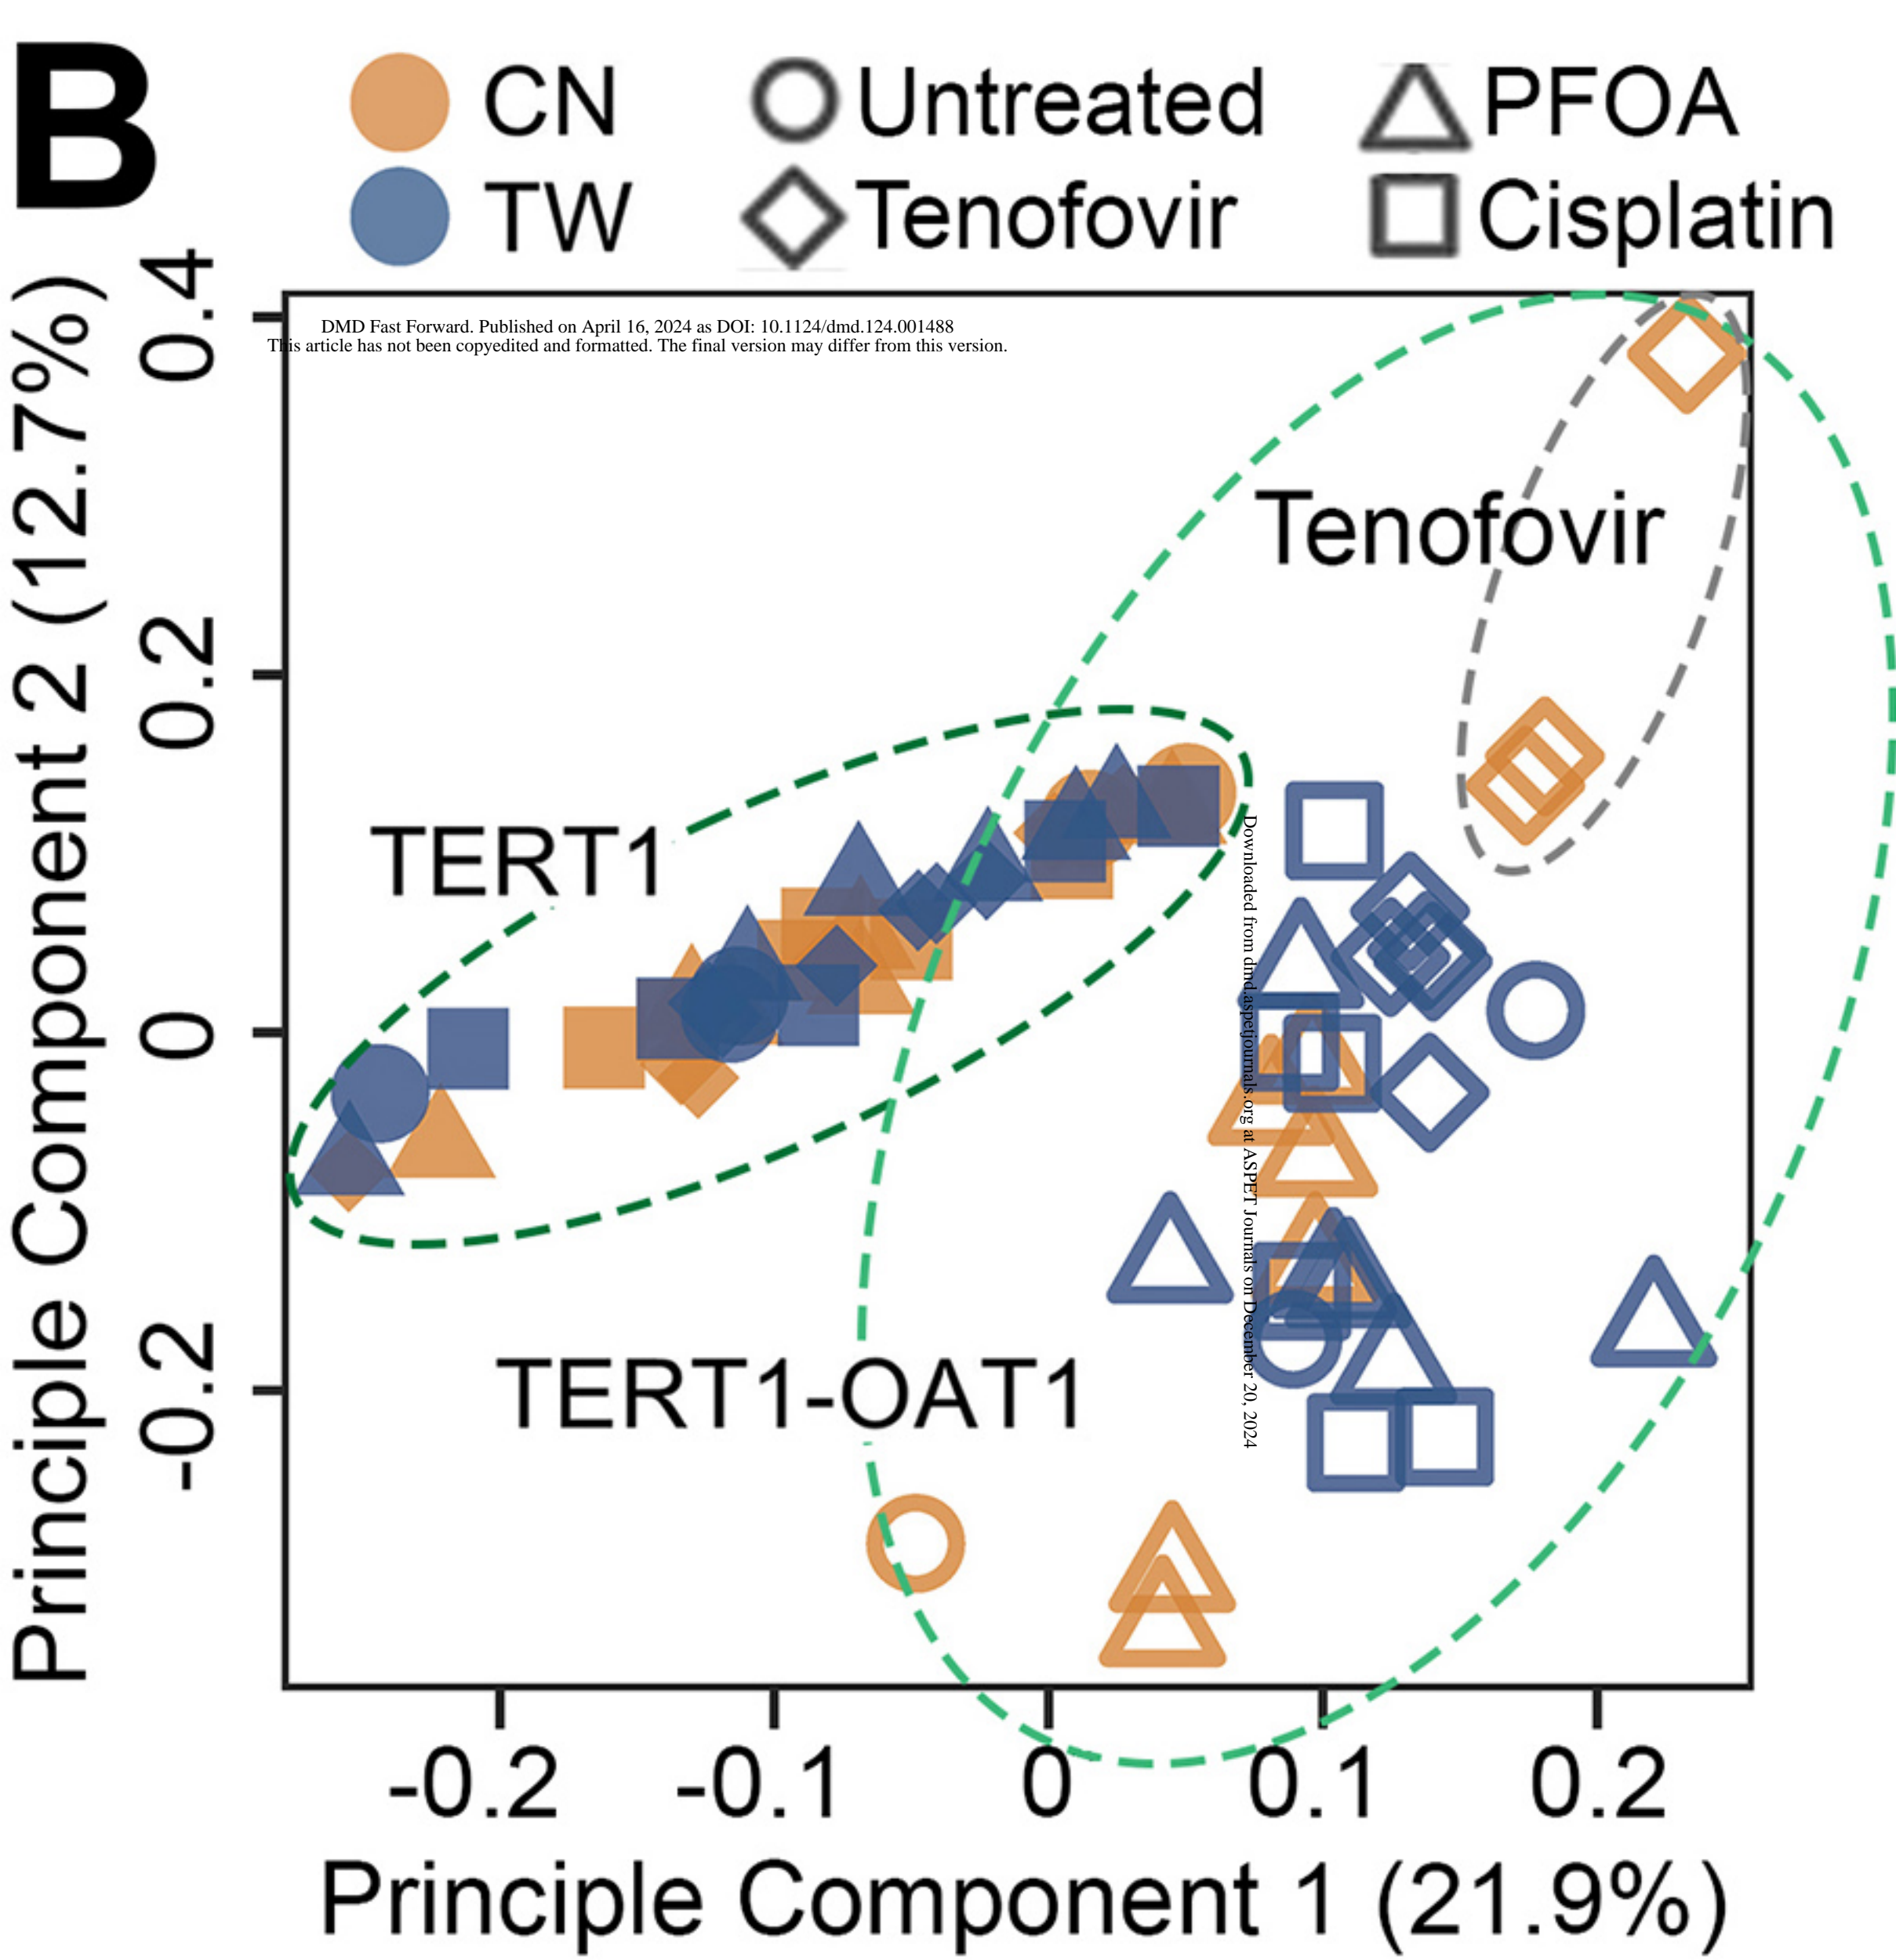 B
CN
Untreated
PFOA
TW
Tenofovir
Cisplatin
DMD Fast Forward. Published on April 16, 2024 as DOI: 10.1124/dmd.124.001488
This article has not been copyedited and formatted. The final version may differ from this version.
Principle Component 2 (12.7%)
0.4
0.2
0
-0.2
Tenofovir
TERT1
TERT1-OAT1
Downloaded from dmd.aspetjournals.org at ASPET Journals on December 20, 2024
-0.2
-0.1
0
0.1
0.2
Principle Component 1 (21.9%)